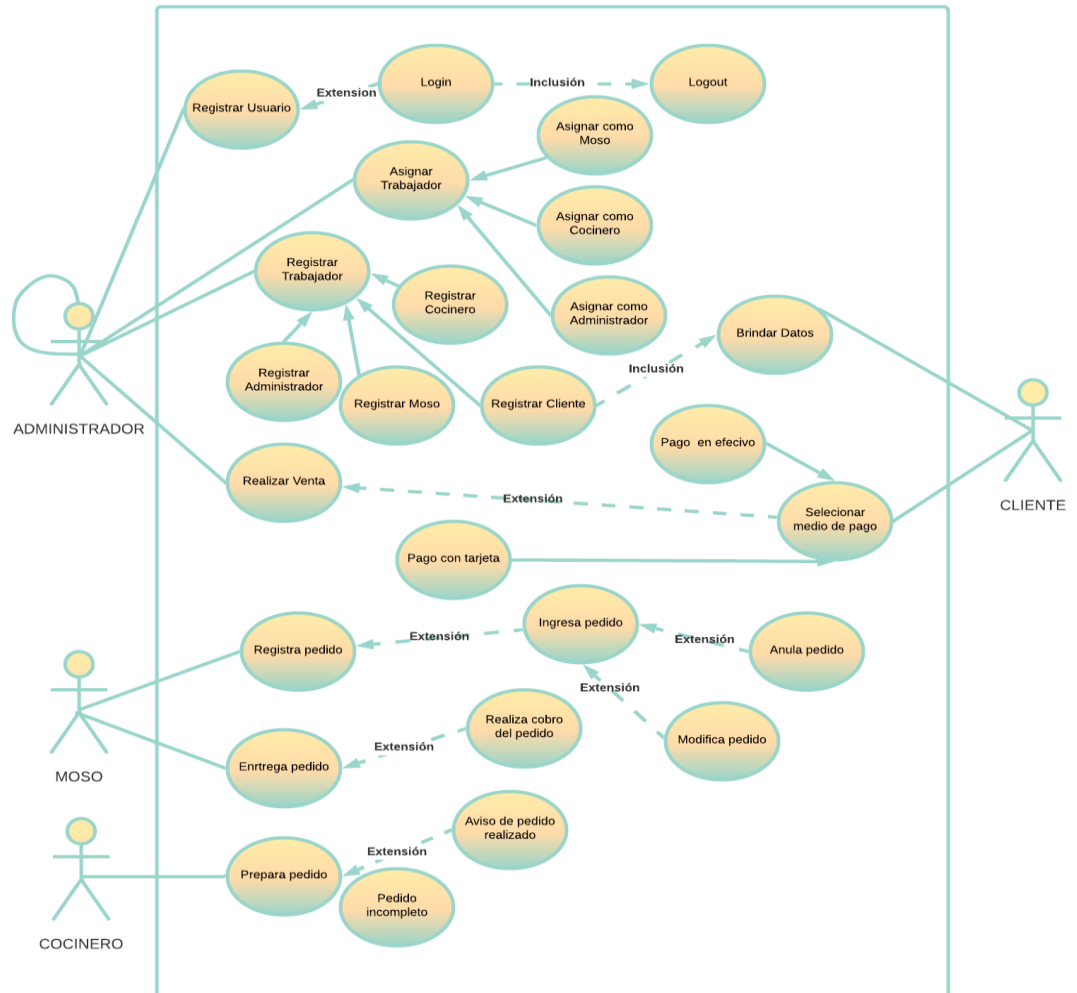 Login
Inclusión
Logout
Extension
Registrar Usuario
Asignar como
Moso
Asignar
Trabajador
Asignar como
Cocinero
Registrar
Trabajador
Registrar
Cocinero
Asignar como
Administrador
Brindar Datos
Inclusión
Registrar
Administrador
Registrar Moso
Registrar Cliente
ADMINISTRADOR
Pago en efecivo
Realizar Venta
Extensión
Selecionar
medio de pago
CLIENTE
Pago con tarjeta
Ingresa pedido
Extensión
Extensión
Registra pedido
Anula pedido
Extensión
Realiza cobro
del pedido
Modifica pedido
Extensión
Enrtrega pedido
MOSO
Aviso de pedido
realizado
Extensión
Prepara pedido
Pedido
incompleto
COCINERO